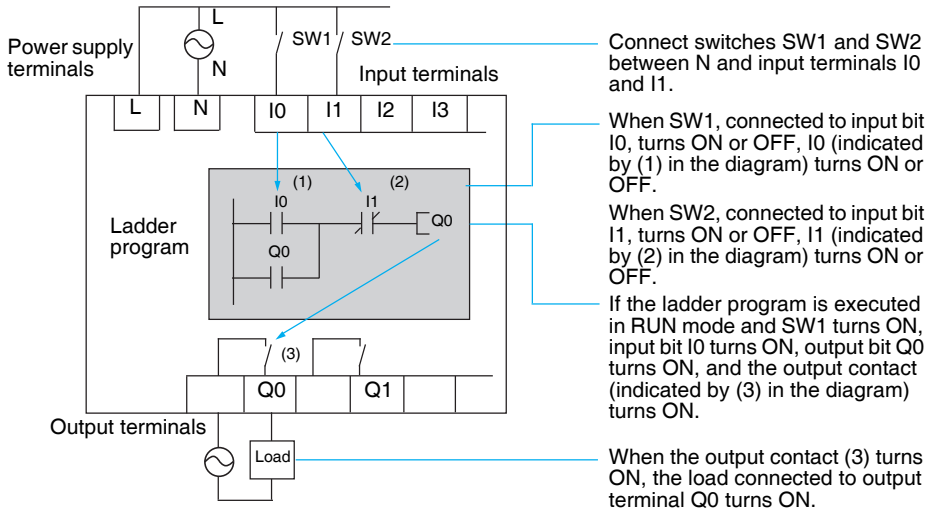 L
SW1
SW2
Power supply
terminals
N
Input terminals
L
N
I0
I1
I2
I3
(1)
(2)
I0
I1
Q0
Q0
Ladder
program
(3)
Q0
Q1
Output terminals
Load
Connect switches SW1 and SW2
between N and input terminals I0
and I1.
When SW1, connected to input bit
I0, turns ON or OFF, I0 (indicated
by (1) in the diagram) turns ON or
OFF.
When SW2, connected to input bit
I1, turns ON or OFF, I1 (indicated
by (2) in the diagram) turns ON or
OFF.
If the ladder program is executed
in RUN mode and SW1 turns ON,
input bit I0 turns ON, output bit Q0
turns ON, and the output contact
(indicated by (3) in the diagram)
turns ON.
When the output contact (3) turns
ON, the load connected to output
terminal Q0 turns ON.